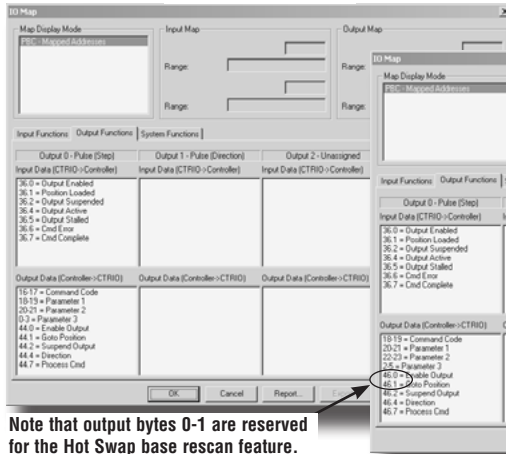 IO Map
Map Display Mode
PBC - Mapped Addresses
Input Map
Range:
Range:
Output Map
Range:
Range:
Input Functions
Output Functions
System Functions
Output 0 - Pulse (Step)
Output 1 - Pulse (Direction)
Output 2 - Unassigned
Input Data (CTRIO->Controller)
Input Data (CTRIO->Controller)
Input Data (CTRIO->Controller)
36.0 = Output Enabled
36.1 = Position Loaded
36.2 = Output Suspended
36.4 = Output Active
36.5 = Output Stalled
36.6 = Cmd Error
36.7 = Cmd Complete
Output Data (Controller->CTRIO)
Output Data (Controller->CTRIO)
Output Data (Controller->CTRIO)
16-17 = Command Code
18-19 = Parameter 1
20-21 = Parameter 2
0-3 = Parameter 3
44.0 = Enable Output
44.1 = Goto Position
44.2 = Suspend Output
44.4 = Direction
44.7 = Process Cmd
OK
Cancel
Report...
IO Map
Map Display Mode
PBC - Mapped Addresses
Input Functions
Output Functions
Output 0 - Pulse (Step)
Input Data (CTRIO->Controller)
36.0 = Output Enabled
36.1 = Position Loaded
36.2 = Output Suspended
36.4 = Output Active
36.5 = Output Stalled
36.6 = Cmd Error
36.7 = Cmd Complete
Output Data (Controller->CTRIO)
18-19 = Command Code
20-21 = Parameter 1
22-23 = Parameter 2
2-5 = Parameter 3
46.0 = Enable Output
46.1 = Goto Position
46.2 = Suspend Output
46.4 = Direction
46.7 = Process Cmd
Note that output bytes 0-1 are reserved
for the Hot Swap base rescan feature.